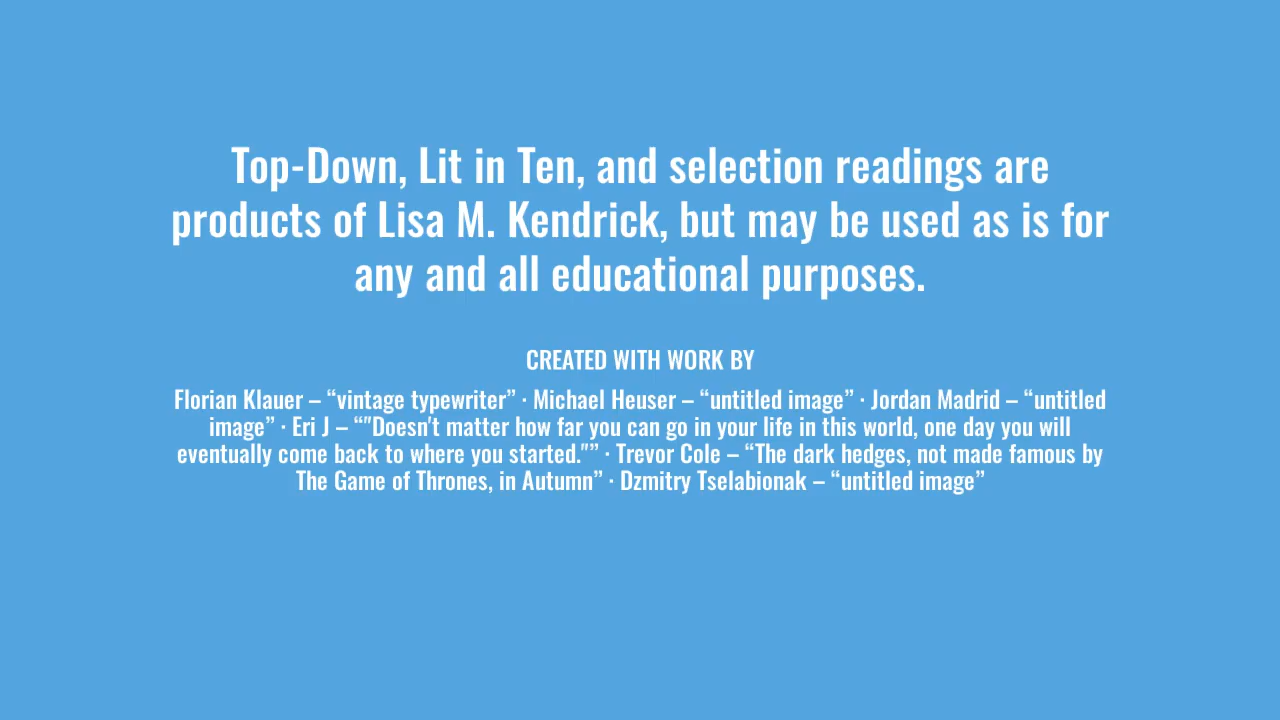 Top-Down, Lit in Ten, and selection readings are
products of Lisa M. Kendrick, but may be used as is for
any and all educational purposes.
CREATED WITH WORK BY
Florian Klauer – “vintage typewriter” · Michael Heuser – “untitled image” · Jordan Madrid – “untitled
image” · Eri J – “"Doesn't matter how far you can go in your life in this world, one day you will
eventually come back to where you started."” · Trevor Cole – “The dark hedges, not made famous by
The Game of Thrones, in Autumn” · Dzmitry Tselabionak – “untitled image”